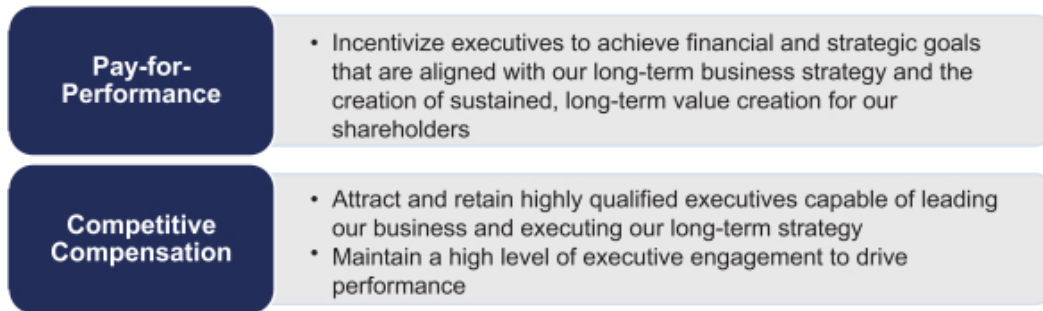 Pay-for-
Performance
• Incentivize executives to achieve financial and strategic goals
that are aligned with our long-term business strategy and the
creation of sustained, long-term value creation for our
shareholders
Competitive
Compensation
• Attract and retain highly qualified executives capable of leading
our business and executing our long-term strategy
• Maintain a high level of executive engagement to drive
performance